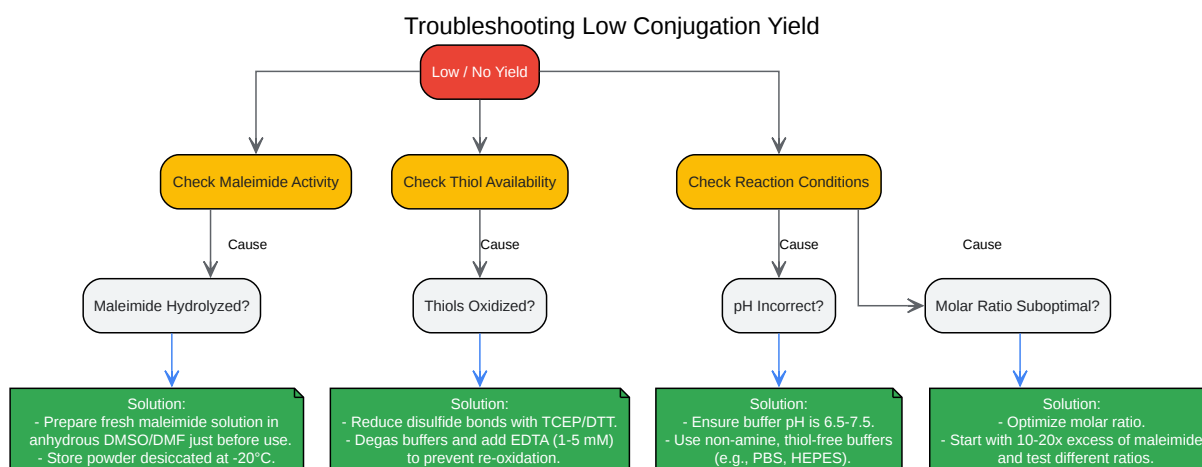 Troubleshooting Low Conjugation Yield
Low / No Yield
Check Maleimide Activity
Check Thiol Availability
Check Reaction Conditions
Cause
Cause
Cause
Cause
Maleimide Hydrolyzed?
Thiols Oxidized?
pH Incorrect?
Molar Ratio Suboptimal?
Solution:
- Prepare fresh maleimide solution in
anhydrous DMSO/DMF just before use.
- Store powder desiccated at -20°C.
Solution:
- Reduce disulfide bonds with TCEP/DTT.
- Degas buffers and add EDTA (1-5 mM)
to prevent re-oxidation.
Solution:
- Ensure buffer pH is 6.5-7.5.
- Use non-amine, thiol-free buffers
(e.g., PBS, HEPES).
Solution:
- Optimize molar ratio.
- Start with 10-20x excess of maleimide
and test different ratios.